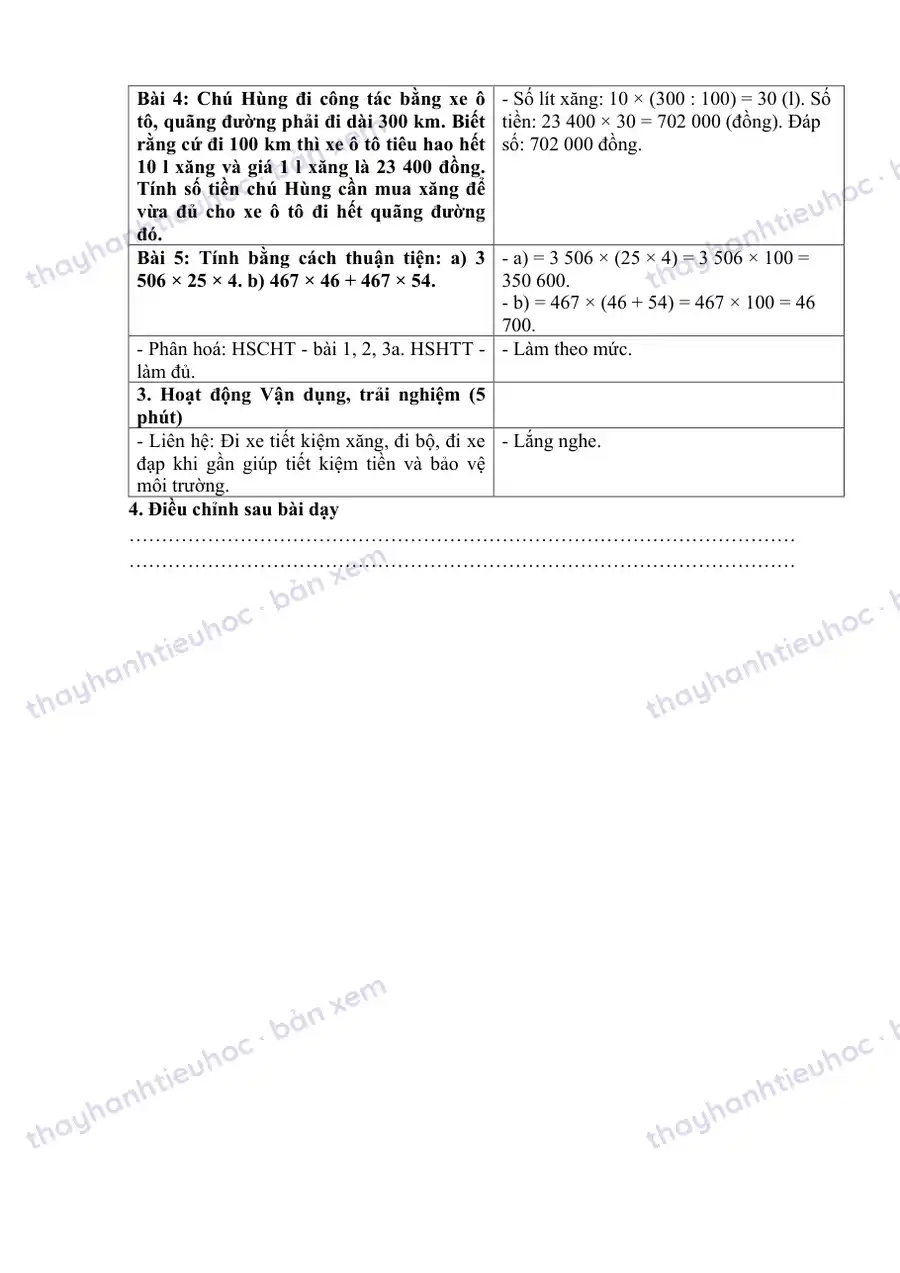 Bài 4: Chú Hùng đi công tác bằng xe ô
tô, quãng đường phải đi dài 300 km. Biết
rằng cứ đi 100 km thì xe ô tô tiêu hao hết
10 l xăng và giá 1 l xăng là 23 400 đồng.
Tính số tiền chú Hùng cần mua xăng để
vừa đủ cho xe ô tô đi hết quãng đường
đó.
- Số lít xăng: 10 × (300 : 100) = 30 (l). Số
tiền: 23 400 × 30 = 702 000 (đồng). Đáp
số: 702 000 đồng.
Bài 5: Tính bằng cách thuận tiện: a) 3
506 × 25 × 4. b) 467 × 46 + 467 × 54.
- a) = 3 506 × (25 × 4) = 3 506 × 100 =
350 600.
- b) = 467 × (46 + 54) = 467 × 100 = 46
700.
- Phân hoá: HSCHT - bài 1, 2, 3a. HSHTT -
làm đủ.
- Làm theo mức.
3. Hoạt động Vận dụng, trải nghiệm (5
phút)
- Liên hệ: Đi xe tiết kiệm xăng, đi bộ, đi xe
đạp khi gần giúp tiết kiệm tiền và bảo vệ
môi trường.
- Lắng nghe.
4. Điều chỉnh sau bài dạy
……………………………………………………………………………………………
……………………………………………………………………………………………
thayhanhtieuhoc · bản xem
thayhanhtieuhoc · b
thayhanhtieuhoc · bản xem
thayhanhtieuhoc · b
thayhanhtieuhoc · bản xem
thayhanhtieuhoc · b